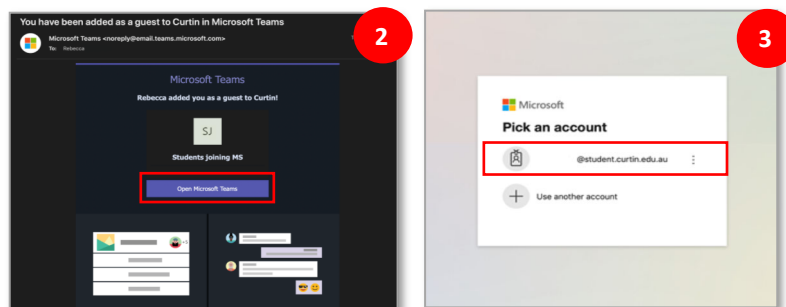 You have been added as a guest to Curtin in Microsoft Teams
Microsoft Teams <noreply@email.teams.microsoft.com>
To: Rebecca
2
Microsoft Teams
Rebecca added you as a guest to Curtin!
SJ
Students joining MS
Open Microsoft Teams
3
Microsoft
Pick an account
@student.curtin.edu.au
Use another account